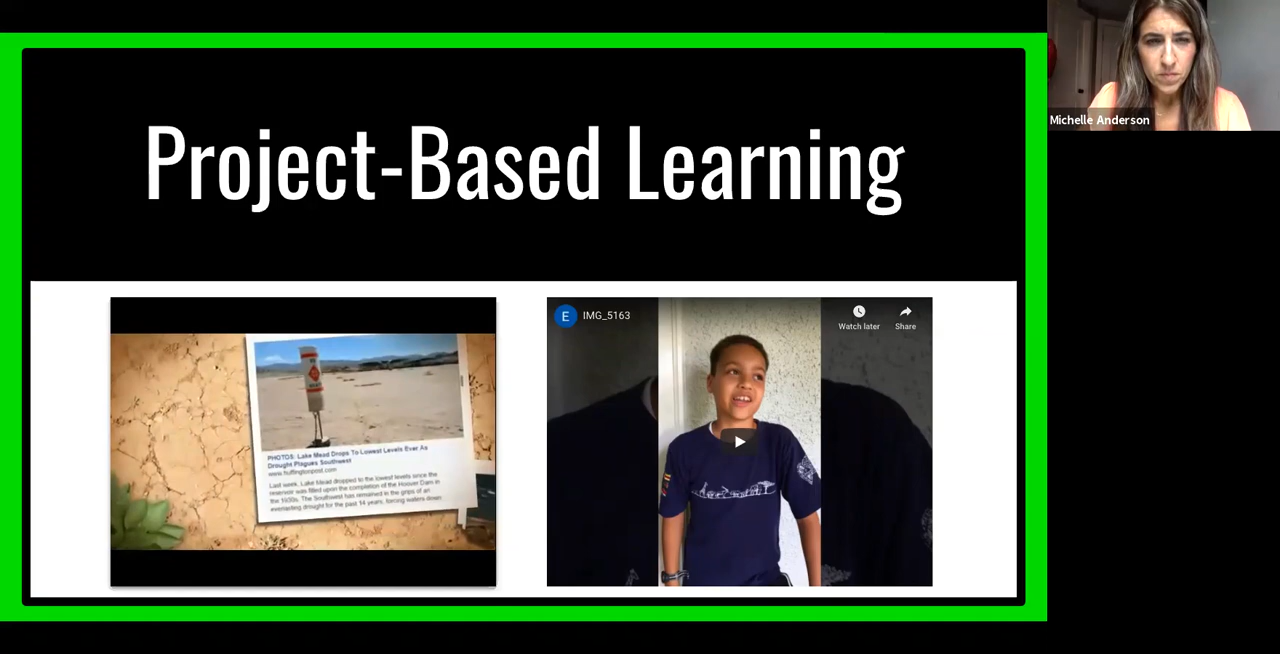 Michelle Anderson
Project-Based Learning
PHOTOS: Lake Mead Drops To Lowest Levels Ever As
Drought Plagues Southwest
www.huffingtonpost.com
Last week, Lake Mead dropped to the lowest levels since the
reservoir was filled upon the completion of the Hoover Dam in
the 1930s. The Southwest has remained in the grips of an
everlasting drought for the past 14 years, forcing waters down
E
IMG_5163
Watch later
Share